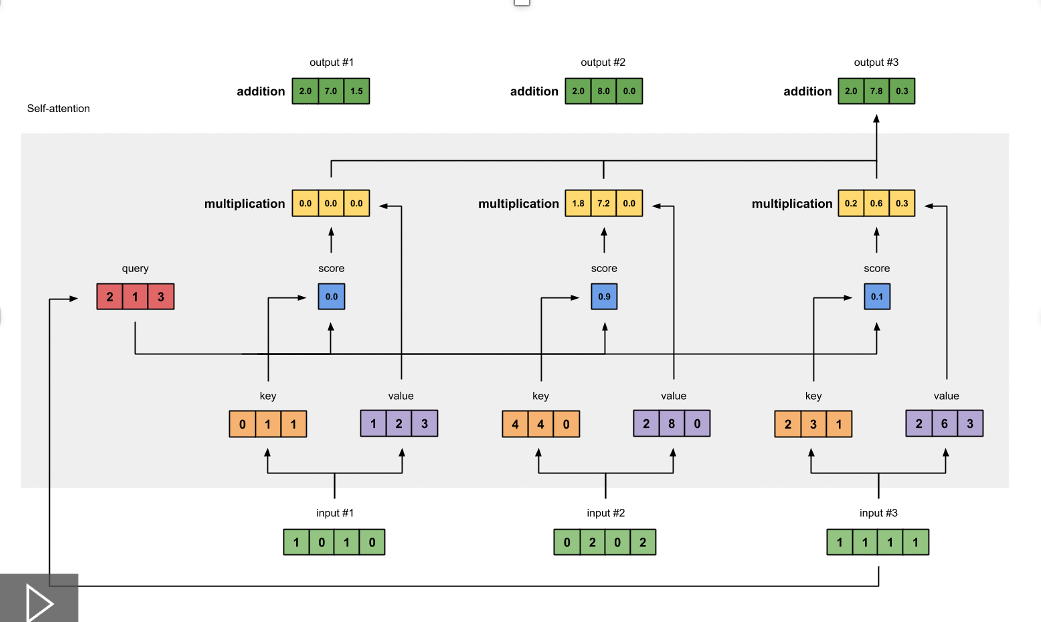 output #1 output #2 output #3
addition 2.0 7.0 1.5 addition 2.0 8.0 0.0 addition 2.0 7.8 0.3
Self-attention
multiplication 0.0 0.0 0.0 multiplication 1.8 7.2 0.0 multiplication 0.2 0.6 0.3
query score score score
2 1 3 0.0 0.9 0.1
key value key value key value
0 1 1 1 2 3 4 4 0 2 8 0 2 3 1 2 6 3
input #1 input #2 input #3
1 0 1 0 0 2 0 2 1 1 1 1